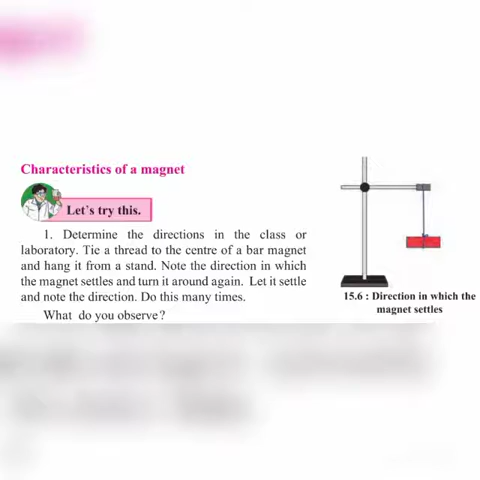 Characteristics of a magnet
Let's try this.
1. Determine the directions in the class or
laboratory. Tie a thread to the centre of a bar magnet
and hang it from a stand. Note the direction in which
the magnet settles and turn it around again. Let it settle
and note the direction. Do this many times.
What do you observe?
15.6 : Direction in which the
magnet settles